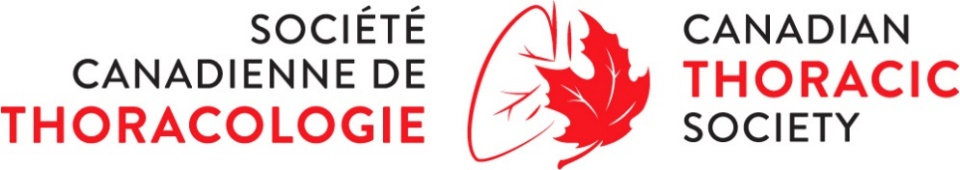 SOCIÉTÉ
CANADIENNE DE
THORACOLOGIE
CANADIAN
THORACIC
SOCIETY